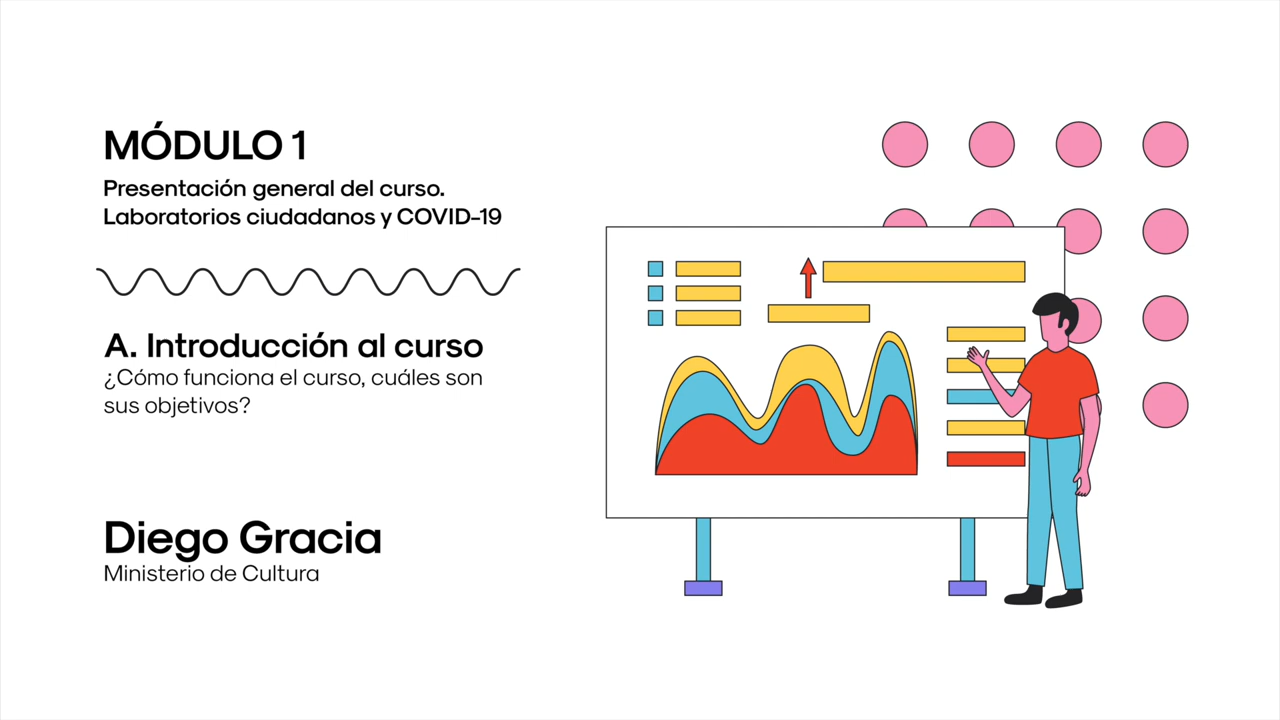 MÓDULO 1
Presentación general del curso.
Laboratorios ciudadanos y COVID-19
A. Introducción al curso
¿Cómo funciona el curso, cuáles son
sus objetivos?
Diego Gracia
Ministerio de Cultura